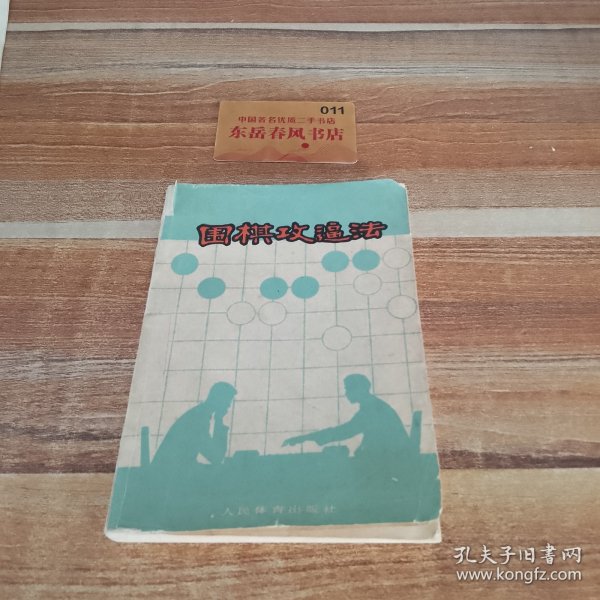 011
中国著名优质二手书店
东岳春风书店
围棋攻逼法
人民体育出版社
孔夫子旧书网
www.kongfz.com